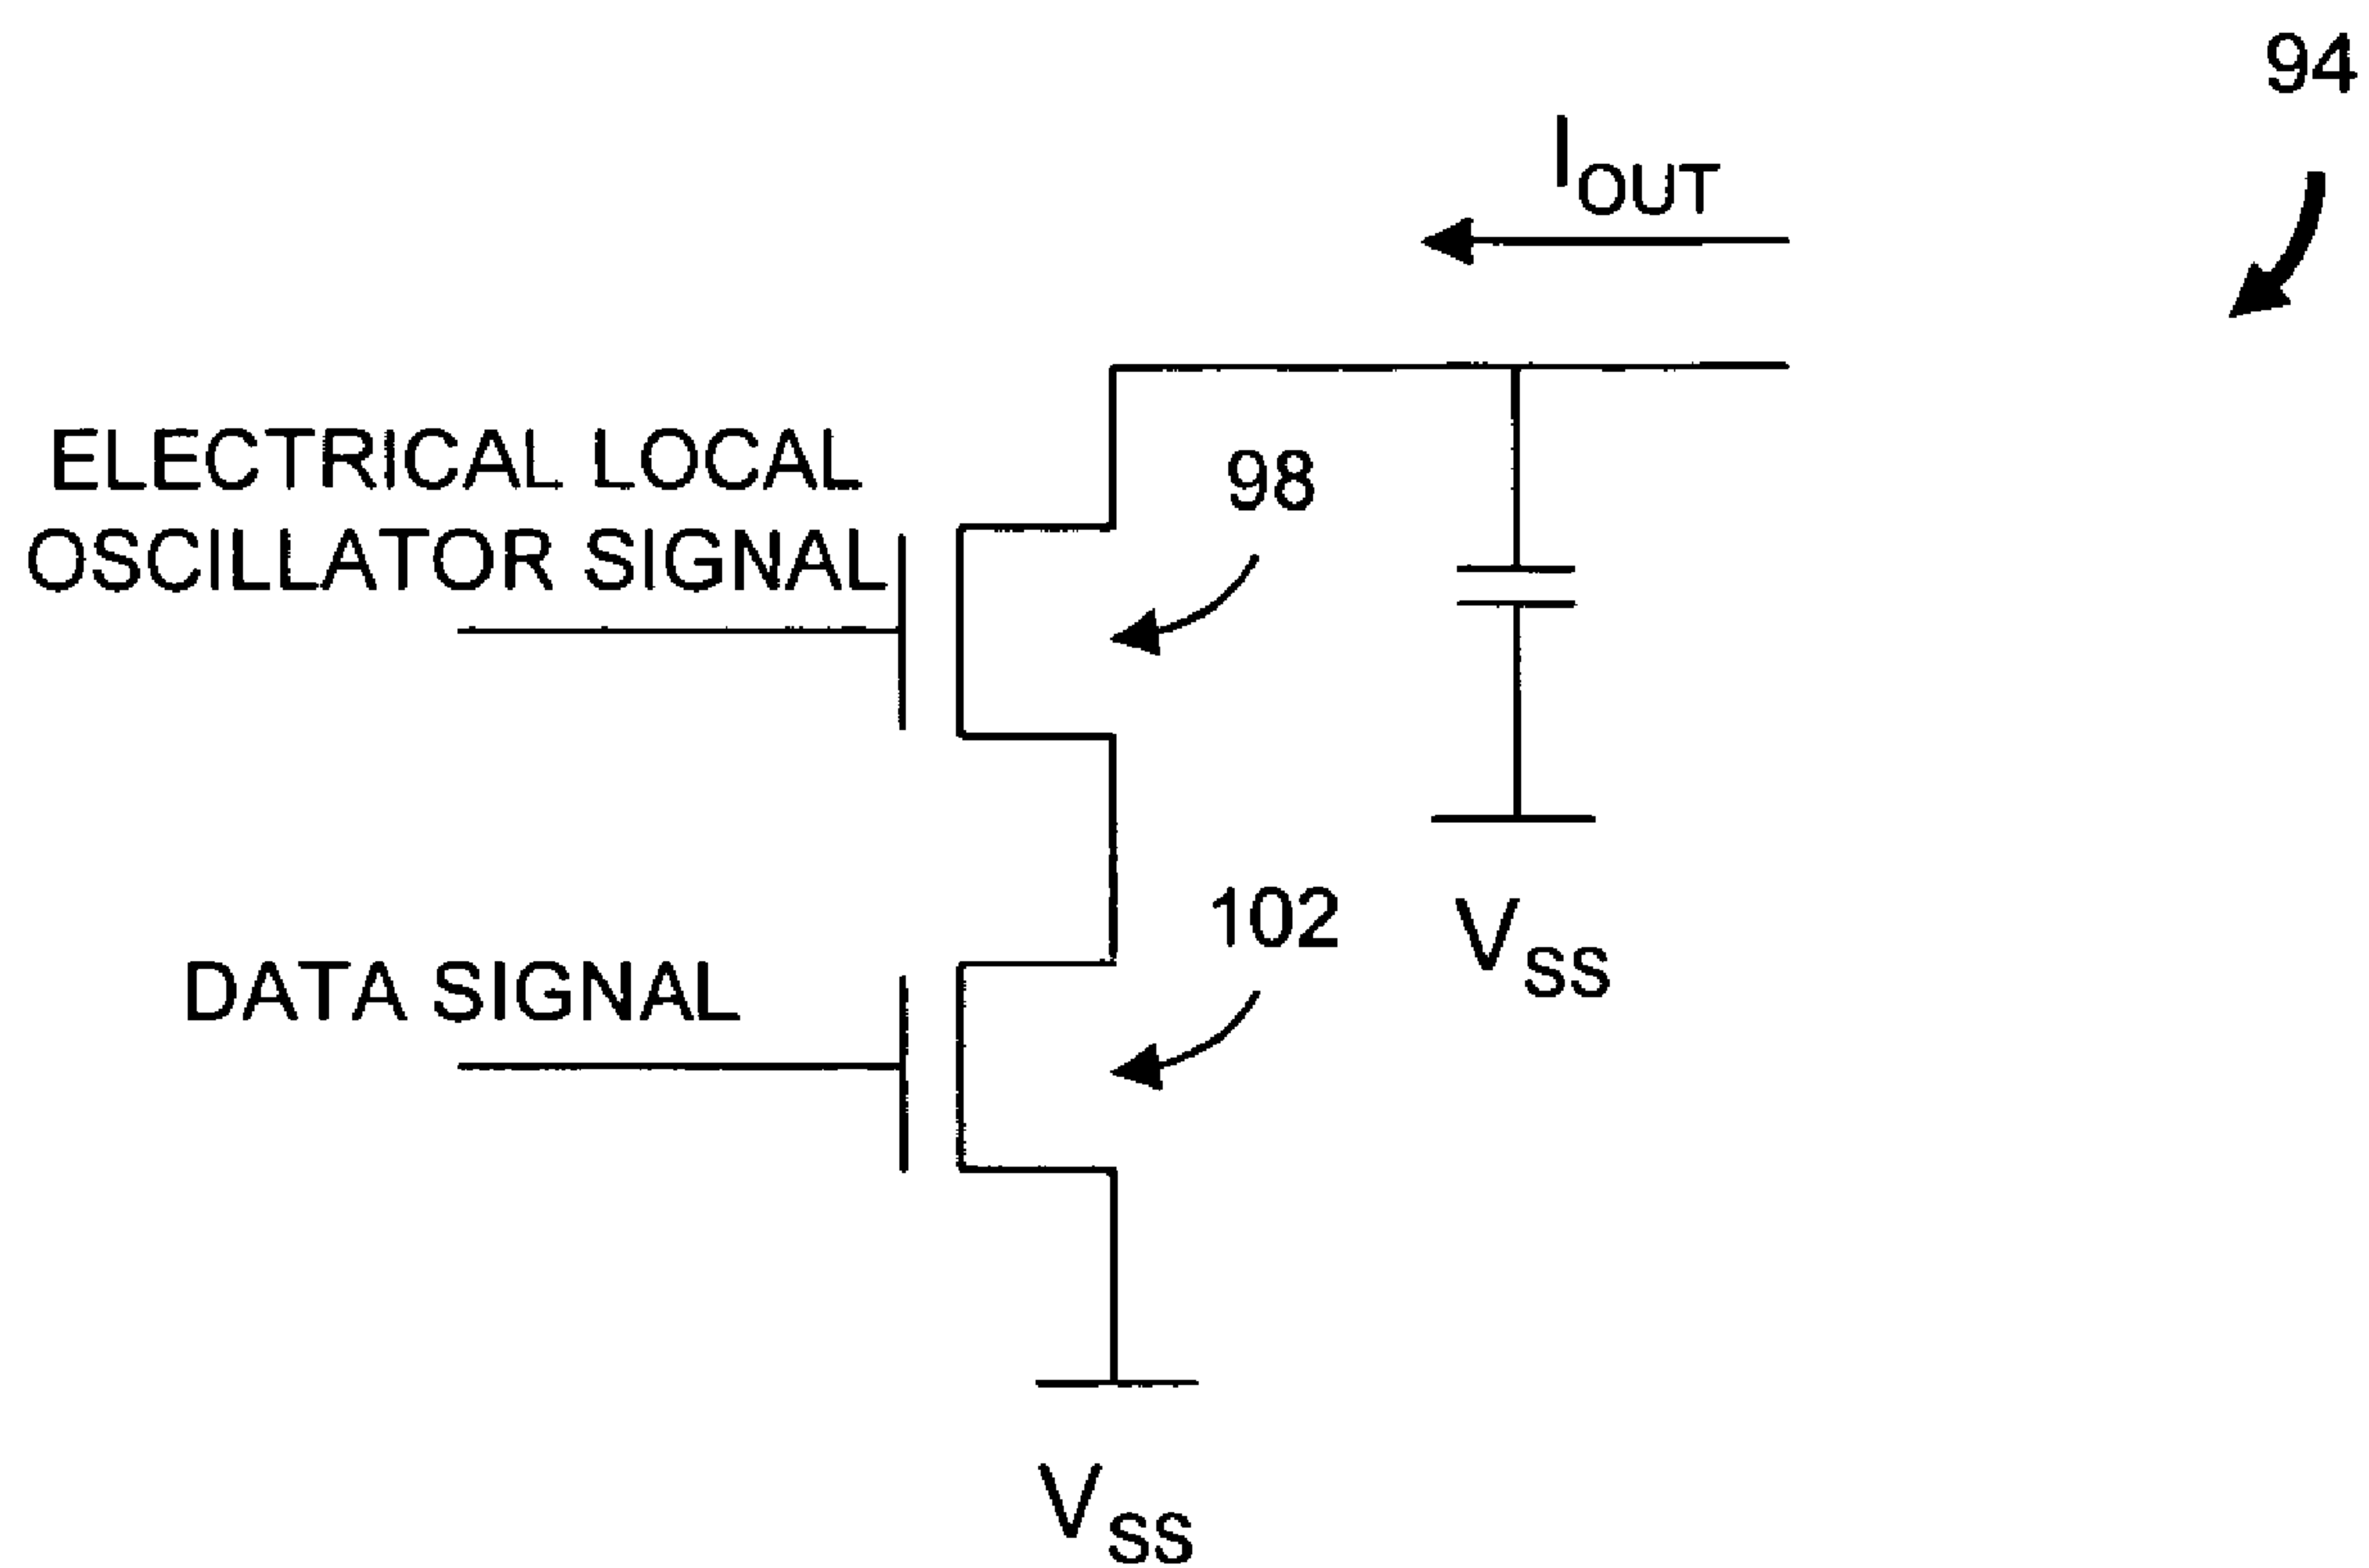 94
IOUT
ELECTRICAL LOCAL
OSCILLATOR SIGNAL
98
102
VSS
DATA SIGNAL
VSS